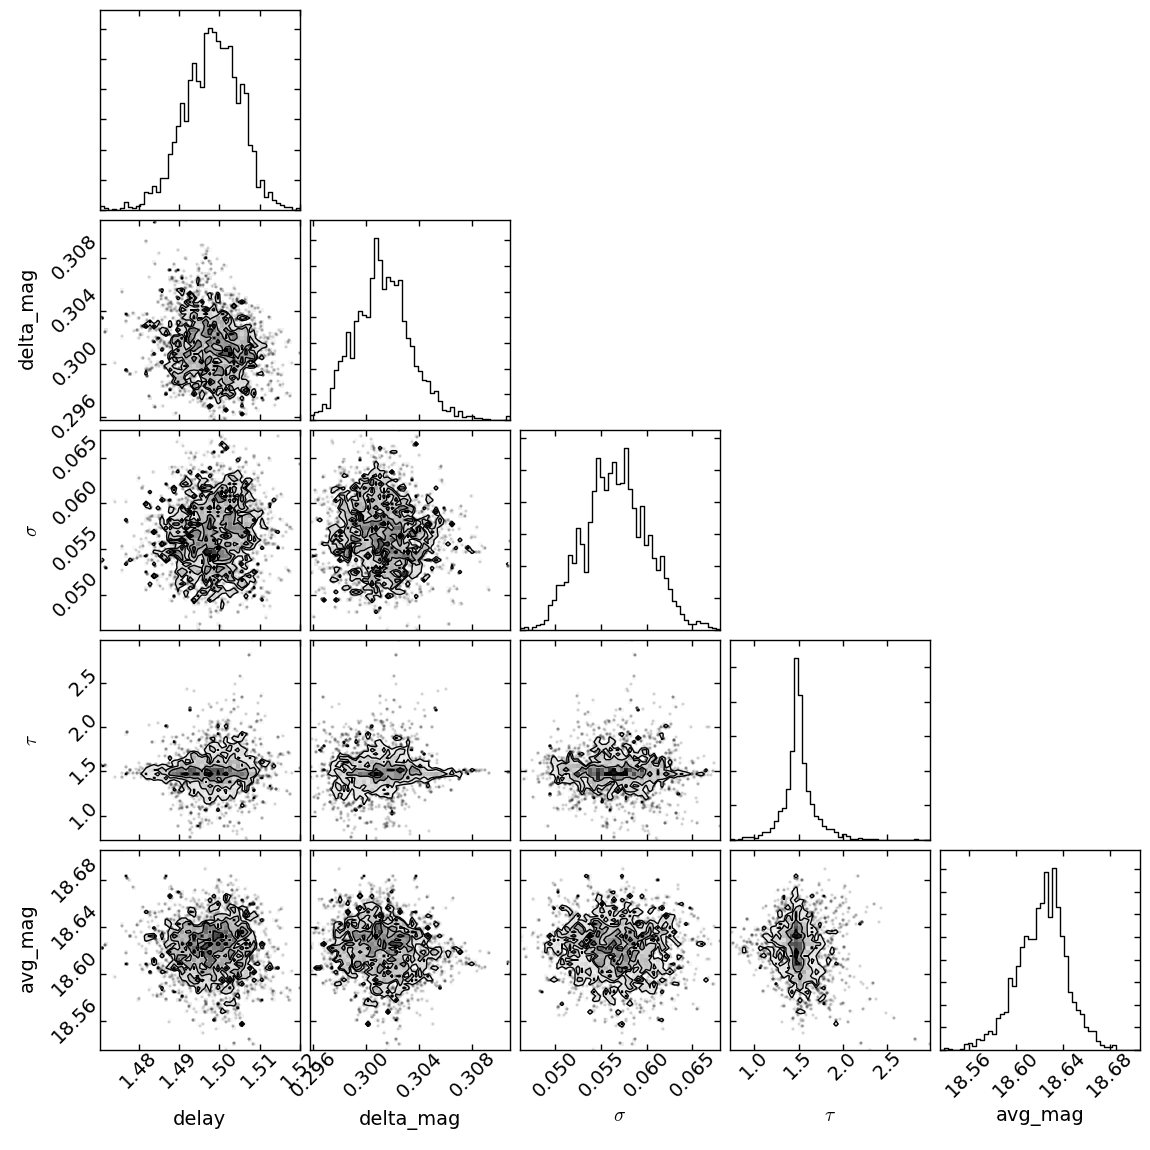 0.308
0.304
0.300
0.296
delta_mag
0.065
0.060
0.055
0.050
σ
2.5
2.0
1.5
1.0
τ
18.68
18.64
18.60
18.56
avg_mag
1.48 1.49 1.50 1.51 1.52
0.296 0.300 0.304 0.308
0.050 0.055 0.060 0.065
1.0 1.5 2.0 2.5
18.56 18.60 18.64 18.68
delay delta_mag σ τ avg_mag